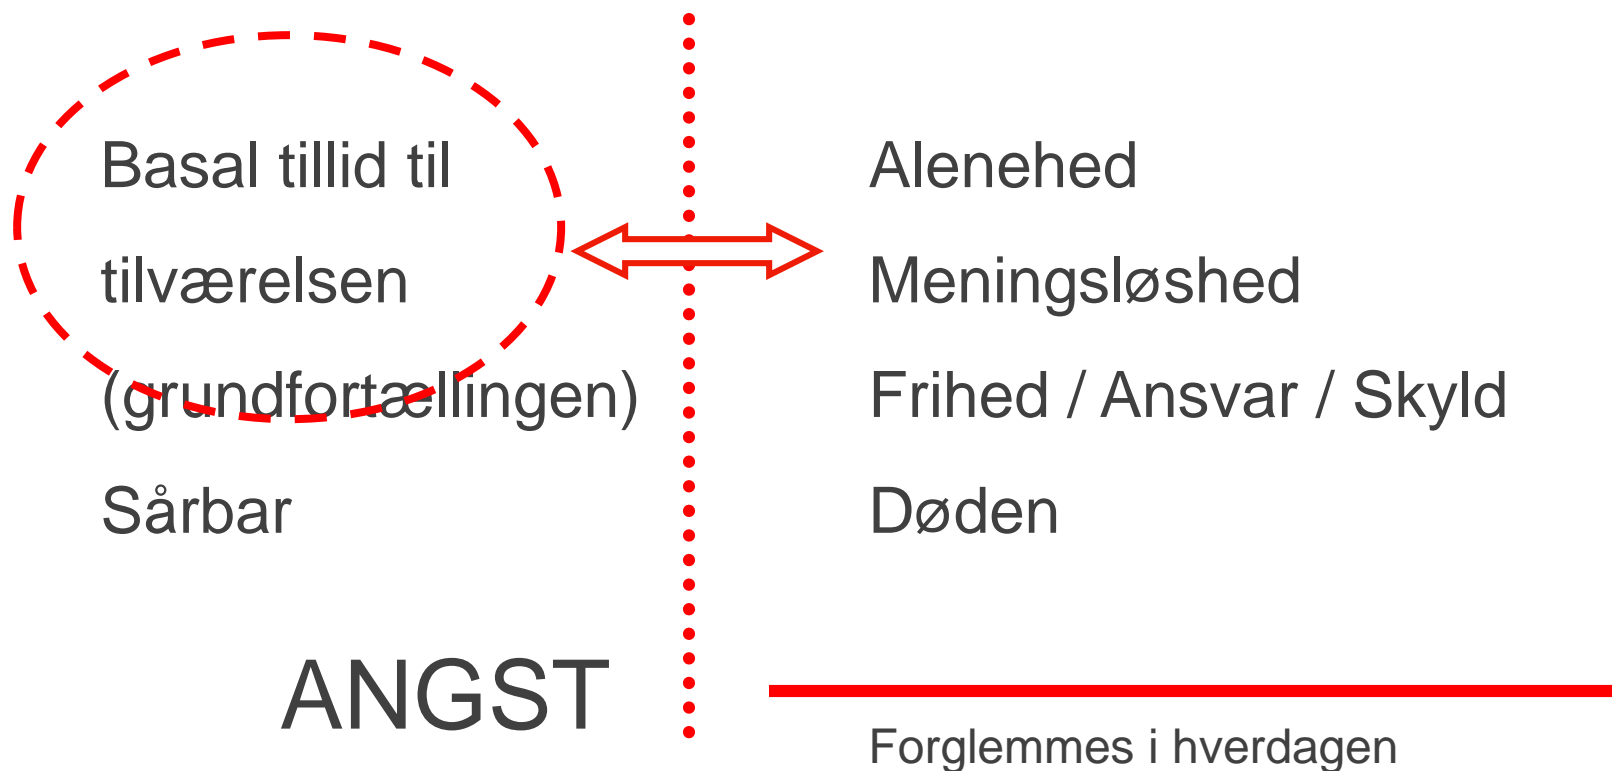 Basal tillid til
tilværelsen
(grundfortællingen)
Sårbar
ANGST
Alenehed
Meningsløshed
Frihed / Ansvar / Skyld
Døden
Forglemmes i hverdagen